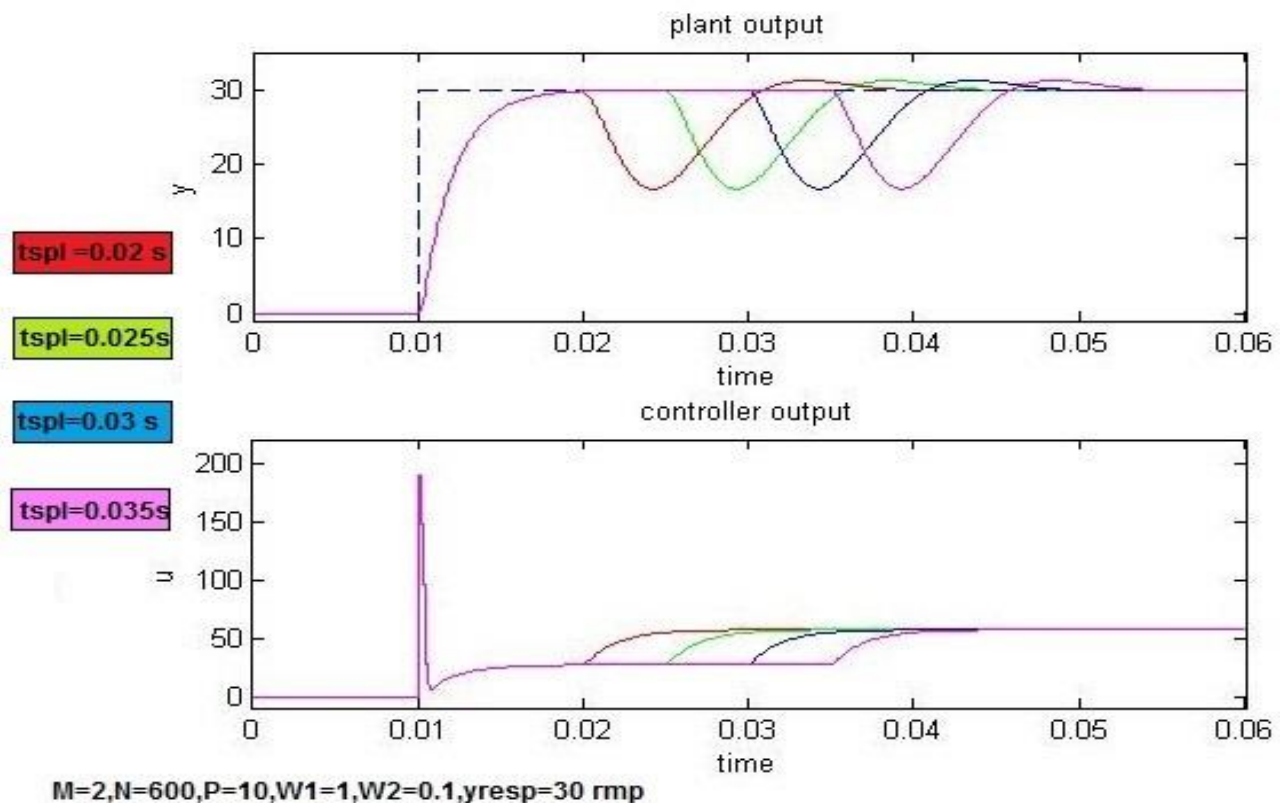 plant output
30
20
10
0
y
0 0.01 0.02 0.03 0.04 0.05 0.06
time
tspl =0.02 s
tspl=0.025s
tspl=0.03 s
tspl=0.035s
controller output
200
150
100
50
0
u
0 0.01 0.02 0.03 0.04 0.05 0.06
time
M=2,N=600,P=10,W1=1,W2=0.1,yresp=30 rmp